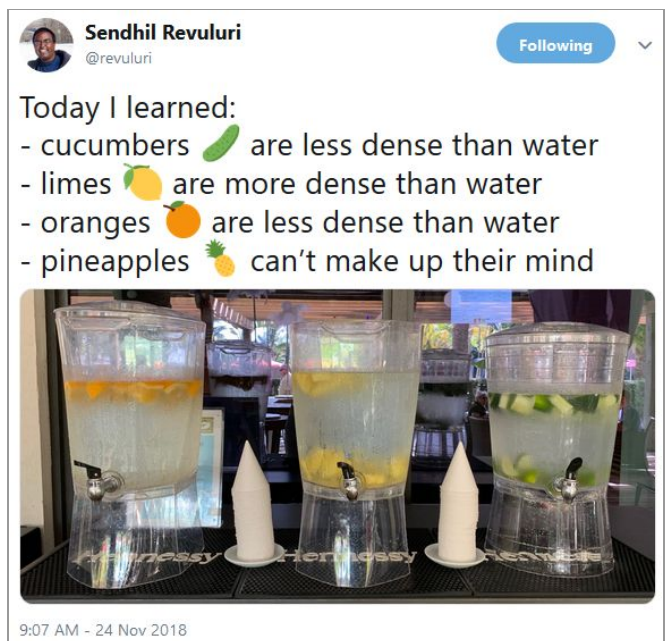 Sendhil Revuluri
@revuluri
Following
Today I learned:
- cucumbers 🥒 are less dense than water
- limes 🍋 are more dense than water
- oranges 🍊 are less dense than water
- pineapples 🍍 can't make up their mind
Hennessy Hennessy Hennessy
9:07 AM - 24 Nov 2018